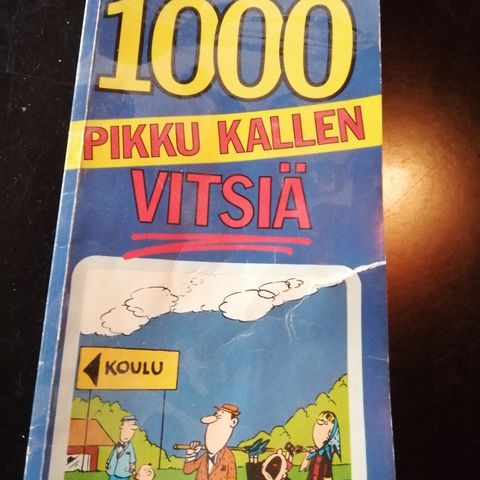 1000
PIKKU KALLEN
VITSIÄ
KOULU